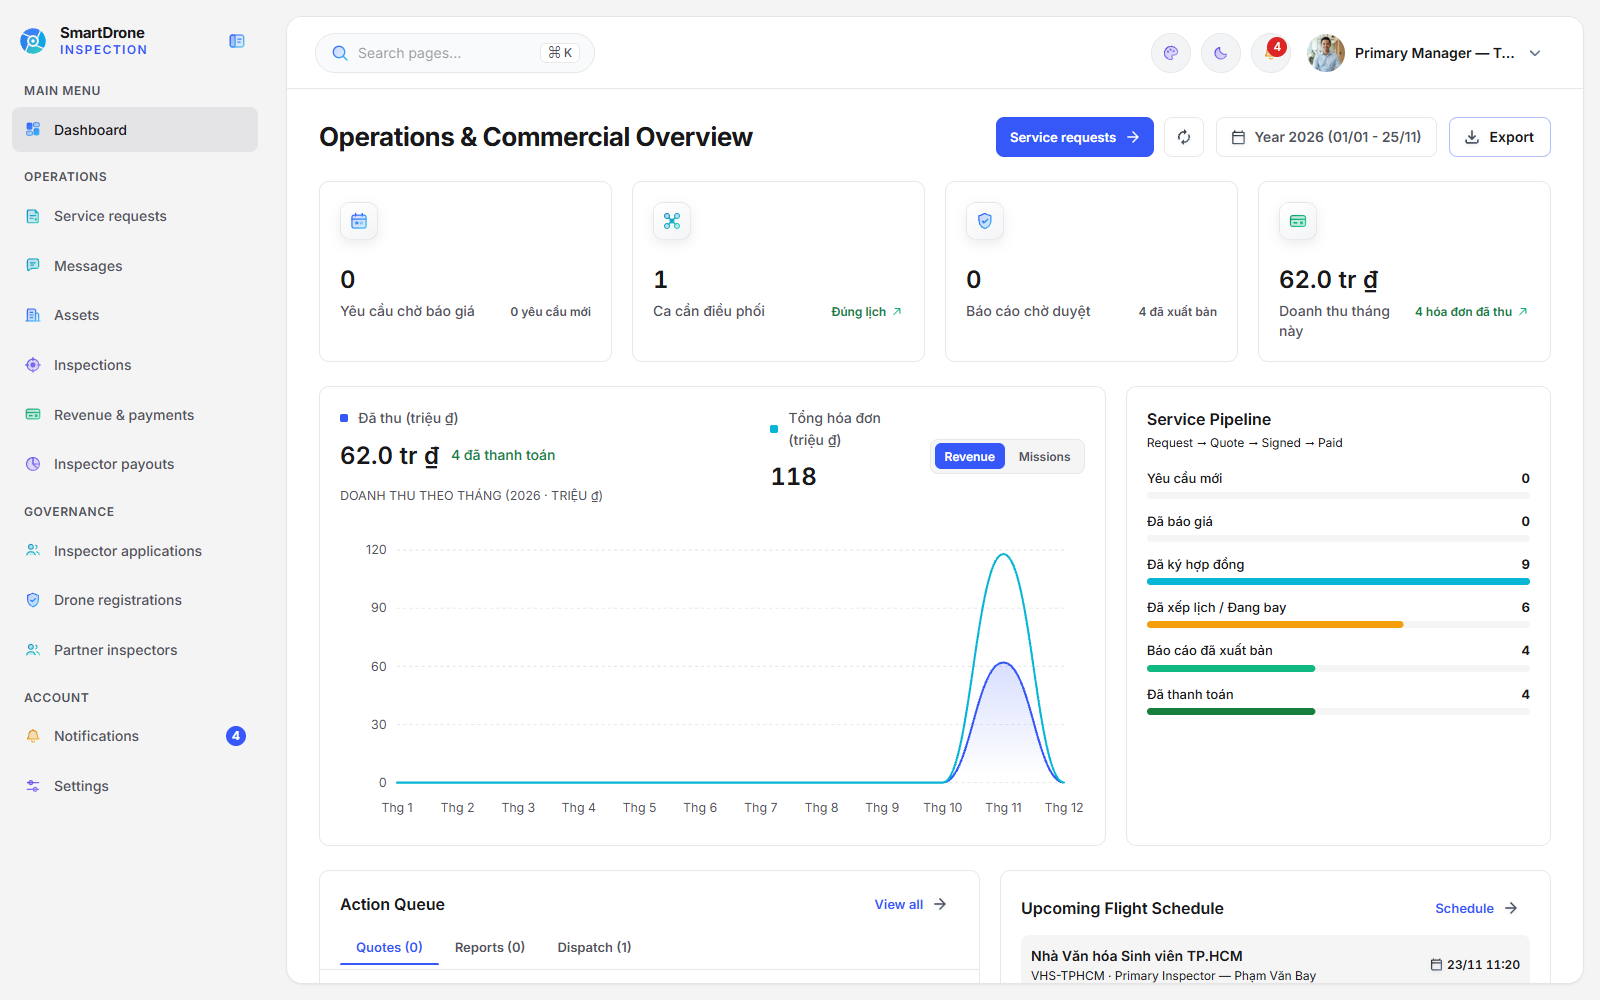 SmartDrone
INSPECTION
MAIN MENU
Dashboard
OPERATIONS
Service requests
Messages
Assets
Inspections
Revenue & payments
Inspector payouts
GOVERNANCE
Inspector applications
Drone registrations
Partner inspectors
ACCOUNT
Notifications
4
Settings
Search pages...
⌘ K
4
Primary Manager — T...
Operations & Commercial Overview
Service requests
Year 2026 (01/01 - 25/11)
Export
0
Yêu cầu chờ báo giá
0 yêu cầu mới
1
Ca cần điều phối
Đúng lịch
0
Báo cáo chờ duyệt
4 đã xuất bản
62.0 tr ₫
Doanh thu tháng
này
4 hóa đơn đã thu
Đã thu (triệu ₫)
62.0 tr ₫
4 đã thanh toán
DOANH THU THEO THÁNG (2026 · TRIỆU ₫)
Tổng hóa đơn
(triệu ₫)
118
Revenue
Missions
120
90
60
30
0
Thg 1
Thg 2
Thg 3
Thg 4
Thg 5
Thg 6
Thg 7
Thg 8
Thg 9
Thg 10
Thg 11
Thg 12
Service Pipeline
Request → Quote → Signed → Paid
Yêu cầu mới
0
Đã báo giá
0
Đã ký hợp đồng
9
Đã xếp lịch / Đang bay
6
Báo cáo đã xuất bản
4
Đã thanh toán
4
Action Queue
View all
Quotes (0)
Reports (0)
Dispatch (1)
Upcoming Flight Schedule
Schedule
Nhà Văn hóa Sinh viên TP.HCM
VHS-TPHCM · Primary Inspector — Phạm Văn Bay
23/11 11:20